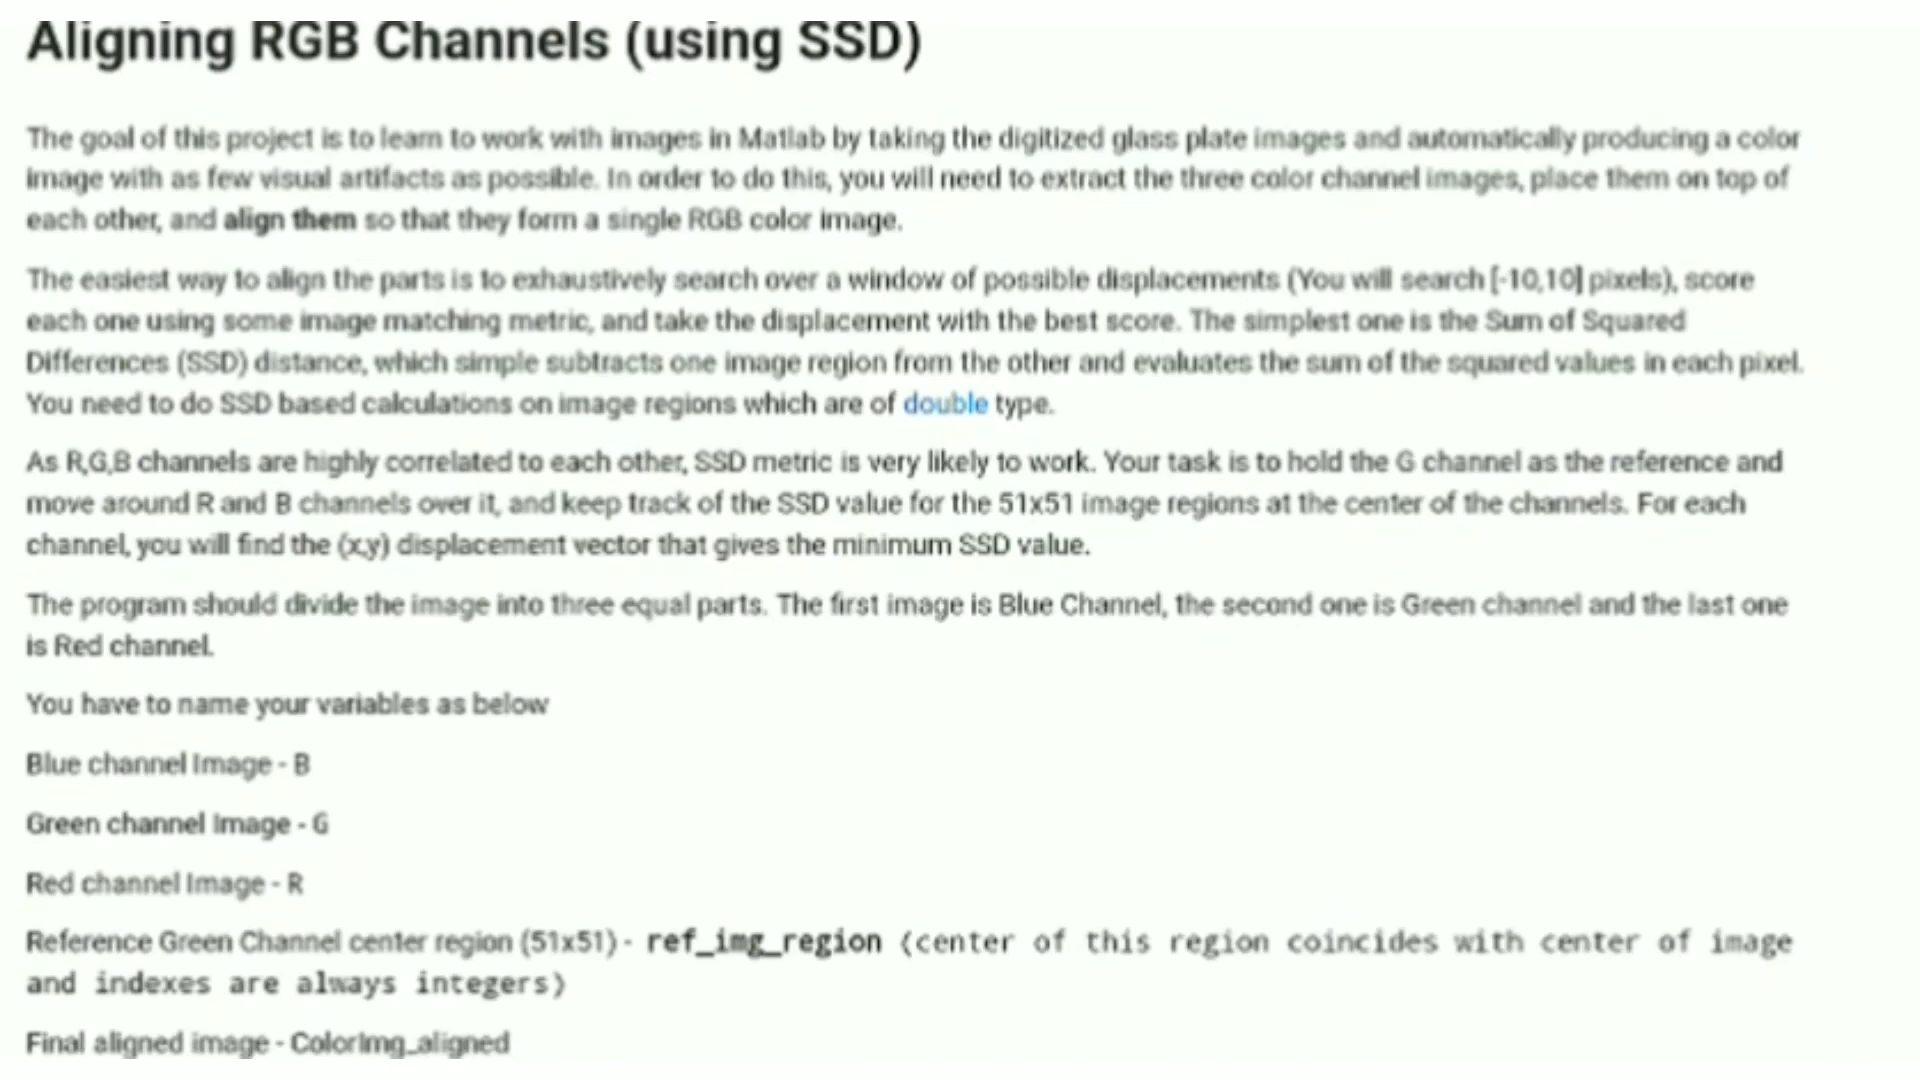 Aligning RGB Channels (using SSD)
The goal of this project is to learn to work with images in Matlab by taking the digitized glass plate images and automatically producing a color
image with as few visual artifacts as possible. In order to do this, you will need to extract the three color channel images, place them on top of
each other, and align them so that they form a single RGB color image.
The easiest way to align the parts is to exhaustively search over a window of possible displacements (You will search [-10,10] pixels), score
each one using some image matching metric, and take the displacement with the best score. The simplest one is the Sum of Squared
Differences (SSD) distance, which simple subtracts one image region from the other and evaluates the sum of the squared values in each pixel.
You need to do SSD based calculations on image regions which are of double type.
As R,G,B channels are highly correlated to each other, SSD metric is very likely to work. Your task is to hold the G channel as the reference and
move around R and B channels over it, and keep track of the SSD value for the 51x51 image regions at the center of the channels. For each
channel, you will find the (x,y) displacement vector that gives the minimum SSD value.
The program should divide the image into three equal parts. The first image is Blue Channel, the second one is Green channel and the last one
is Red channel.
You have to name your variables as below
Blue channel Image - B
Green channel Image - G
Red channel Image - R
Reference Green Channel center region (51x51) - ref_img_region (center of this region coincides with center of image
and indexes are always integers)
Final aligned image - ColorImg_aligned